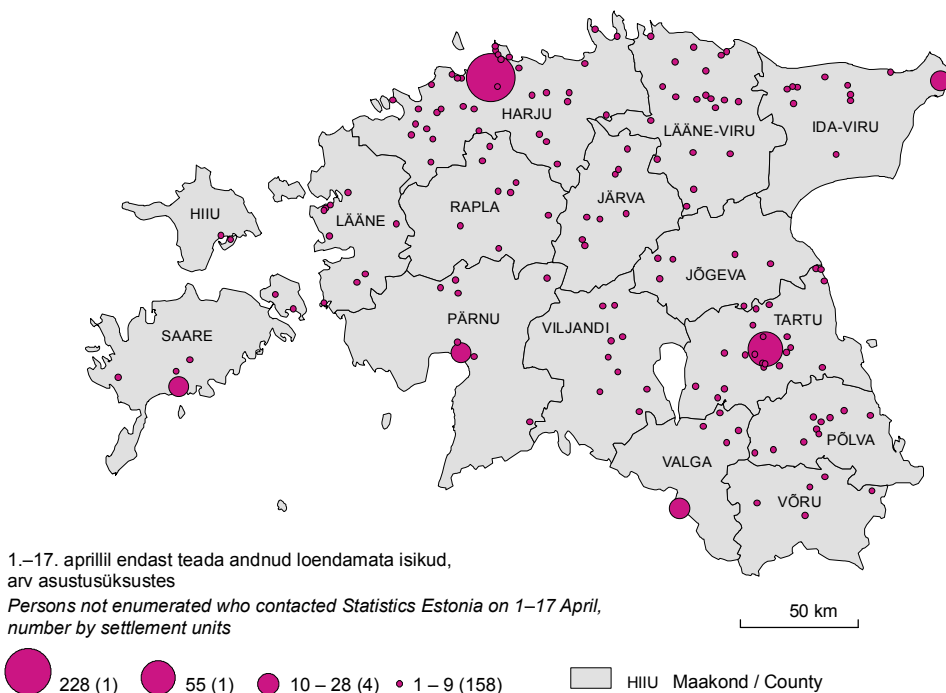 HARJU
LÄÄNE-VIRU
IDA-VIRU
HIIU
LÄÄNE
RAPLA
JÄRVA
JÕGEVA
SAARE
PÄRNU
VILJANDI
TARTU
VALGA
PÕLVA
VÕRU
1.–17. aprillil endast teada andnud loendamata isikud,
arv asustusüksustes
Persons not enumerated who contacted Statistics Estonia on 1–17 April,
number by settlement units
50 km
228 (1) 55 (1) 10 – 28 (4) 1 – 9 (158) HIIU Maakond / County